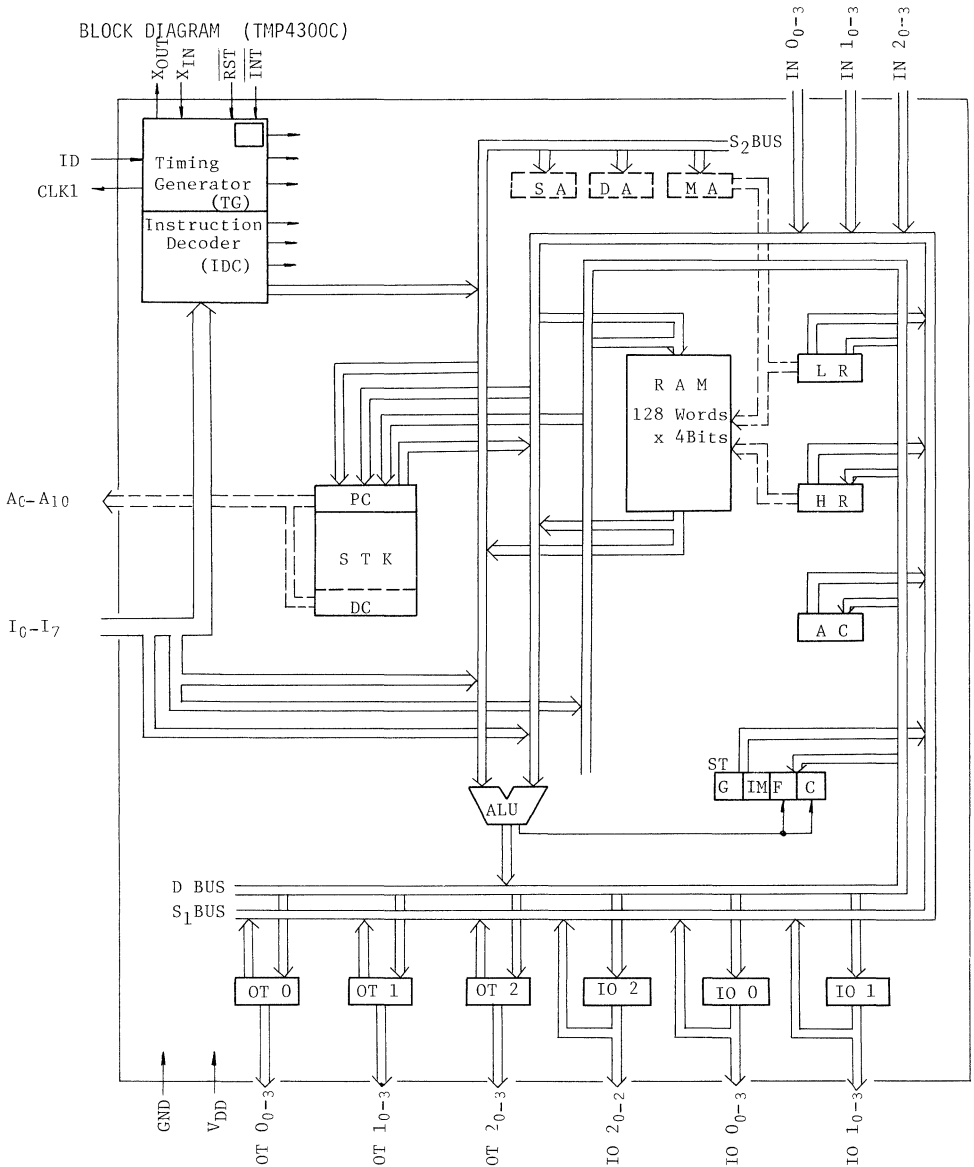 BLOCK DIAGRAM (TMP4300C)
XOUT
XIN
RST
INT
IN 00-3
IN 10-3
IN 20-3
ID
CLK1
Timing
Generator
(TG)
Instruction
Decoder
(IDC)
S2BUS
S A
D A
M A
L R
R A M
128 Words
x 4Bits
H R
A0-A10
PC
S T K
DC
A C
I0-I7
ST
G IM F C
ALU
D BUS
S1BUS
OT 0
OT 1
OT 2
IO 2
IO 0
IO 1
GND
VDD
OT 00-3
OT 10-3
OT 20-3
IO 20-2
IO 00-3
IO 10-3